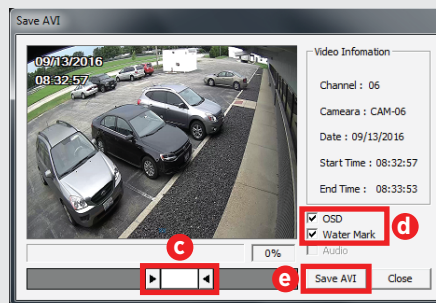 Save AVI
09/13/2016
08:32:57
Video Infomation
Channel : 06
Cameara : CAM-06
Date : 09/13/2016
Start Time : 08:32:57
End Time : 08:33:53
OSD
Water Mark
d
Audio
c
0%
e
Save AVI
Close